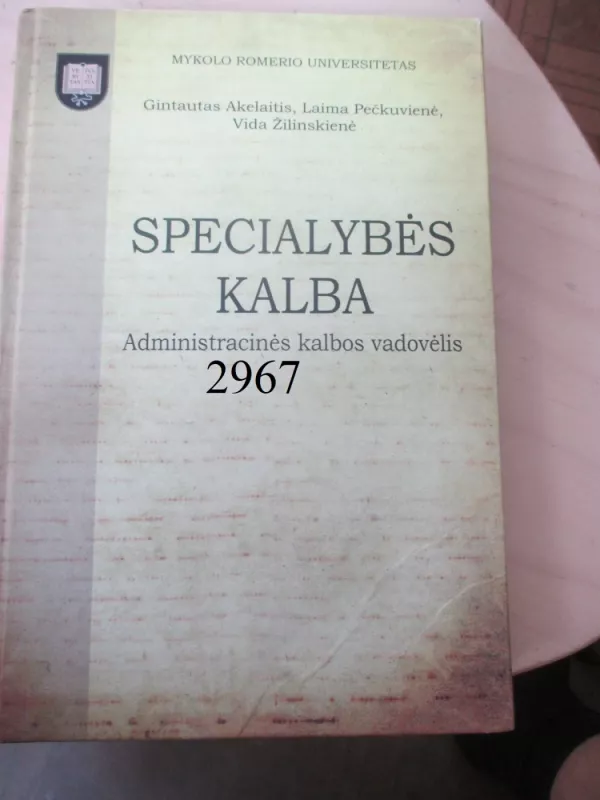 MYKOLO ROMERIO UNIVERSITETAS
Gintautas Akelaitis, Laima Pečkuvienė,
Vida Žilinskienė
SPECIALYBĖS
KALBA
Administracinės kalbos vadovėlis
2967